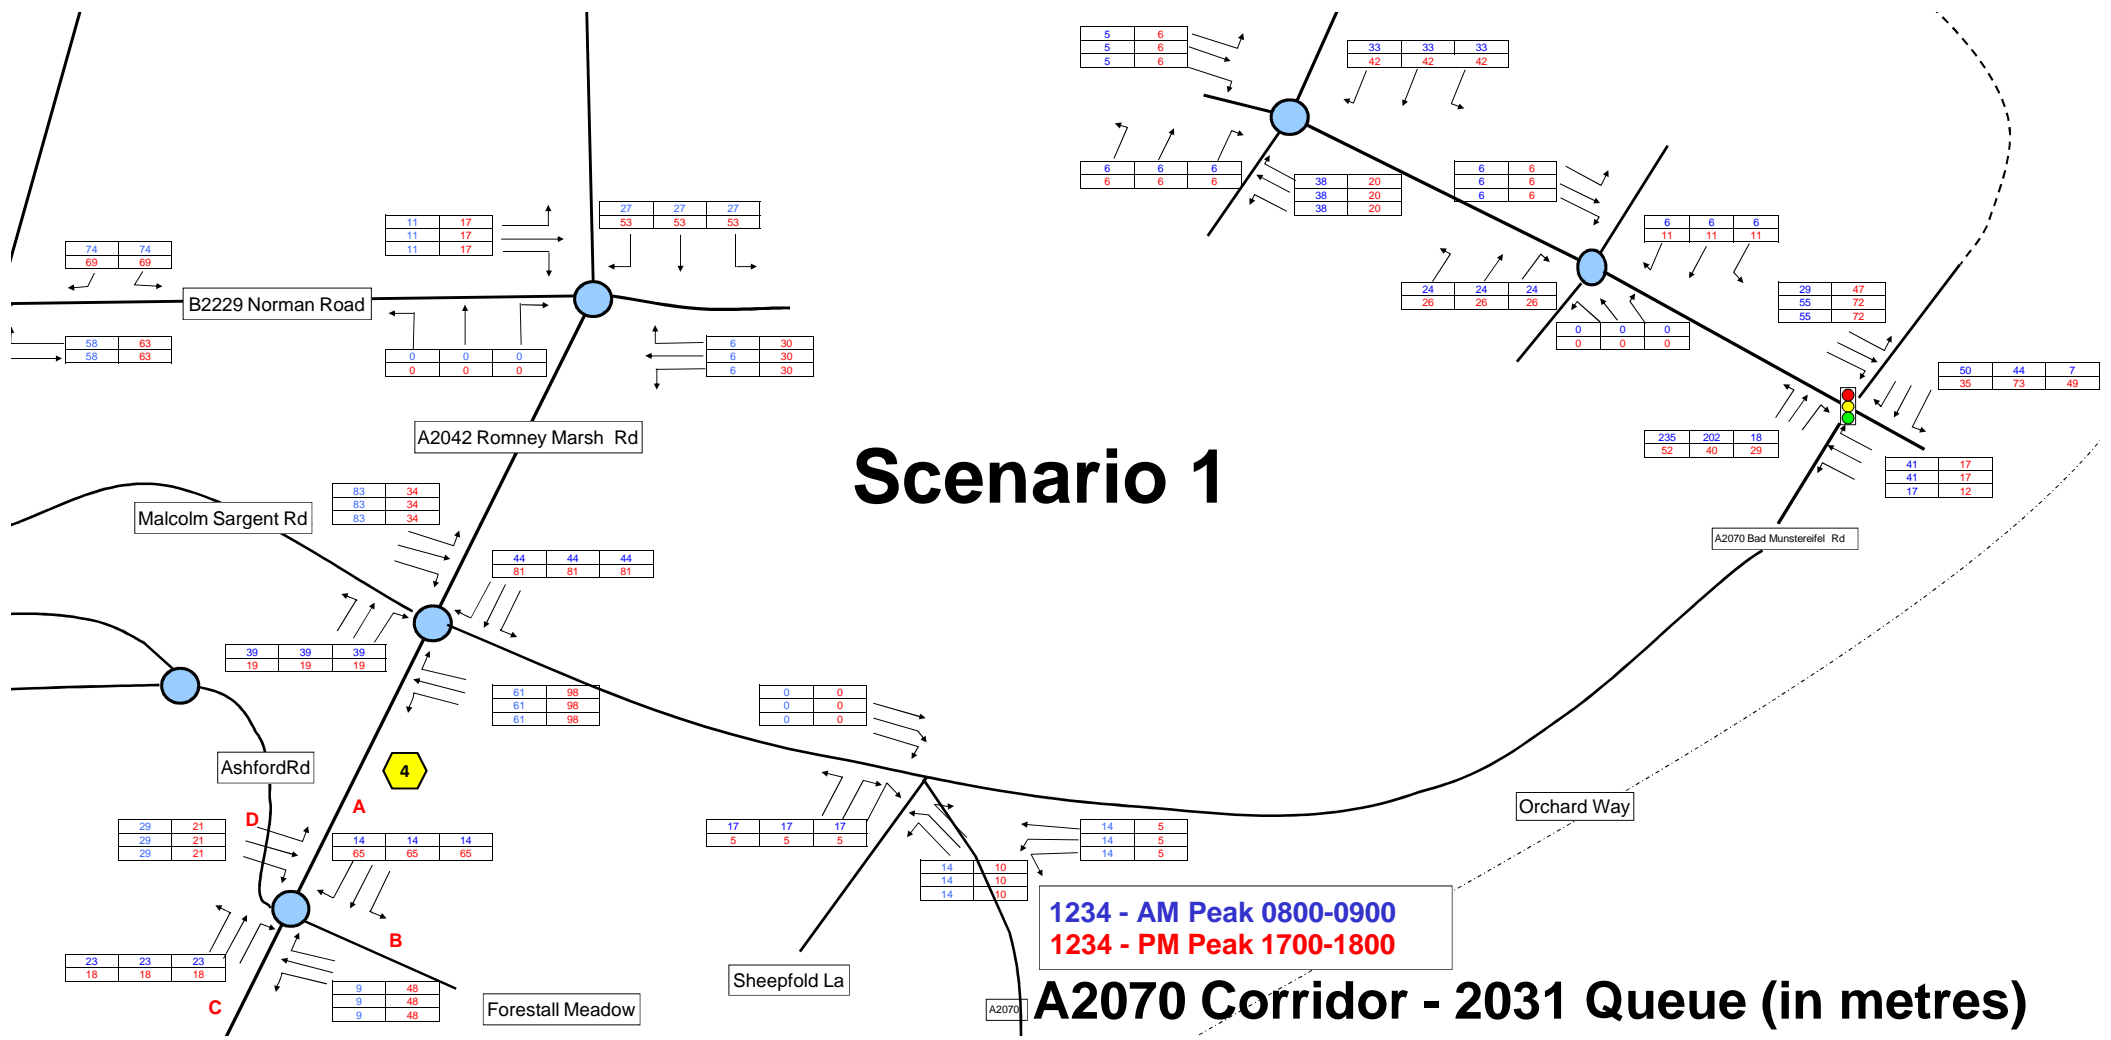 5 6
5 6
5 6
33 33 33
42 42 42
6 6 6
6 6 6
38 20
38 20
38 20
6 6
6 6
6 6
6 6 6
11 11 11
27 27 27
53 53 53
11 17
11 17
11 17
74 74
69 69
B2229 Norman Road
58 63
58 63
0 0 0
0 0 0
6 30
6 30
6 30
24 24 24
26 26 26
0 0 0
0 0 0
29 47
55 72
55 72
50 44 7
35 73 49
235 202 18
52 40 29
41 17
41 17
17 12
A2042 Romney Marsh Rd
Scenario 1
83 34
83 34
83 34
Malcolm Sargent Rd
A2070 Bad Munstereifel Rd
44 44 44
81 81 81
39 39 39
19 19 19
61 98
61 98
61 98
0 0
0 0
0 0
AshfordRd
4
A
D
29 21
29 21
29 21
14 14 14
65 65 65
17 17 17
5 5 5
14 5
14 5
14 5
14 10
14 10
14 10
Orchard Way
B
23 23 23
18 18 18
C
9 48
9 48
9 48
Forestall Meadow
Sheepfold La
1234 - AM Peak 0800-0900
1234 - PM Peak 1700-1800
A2070
A2070 Corridor - 2031 Queue (in metres)